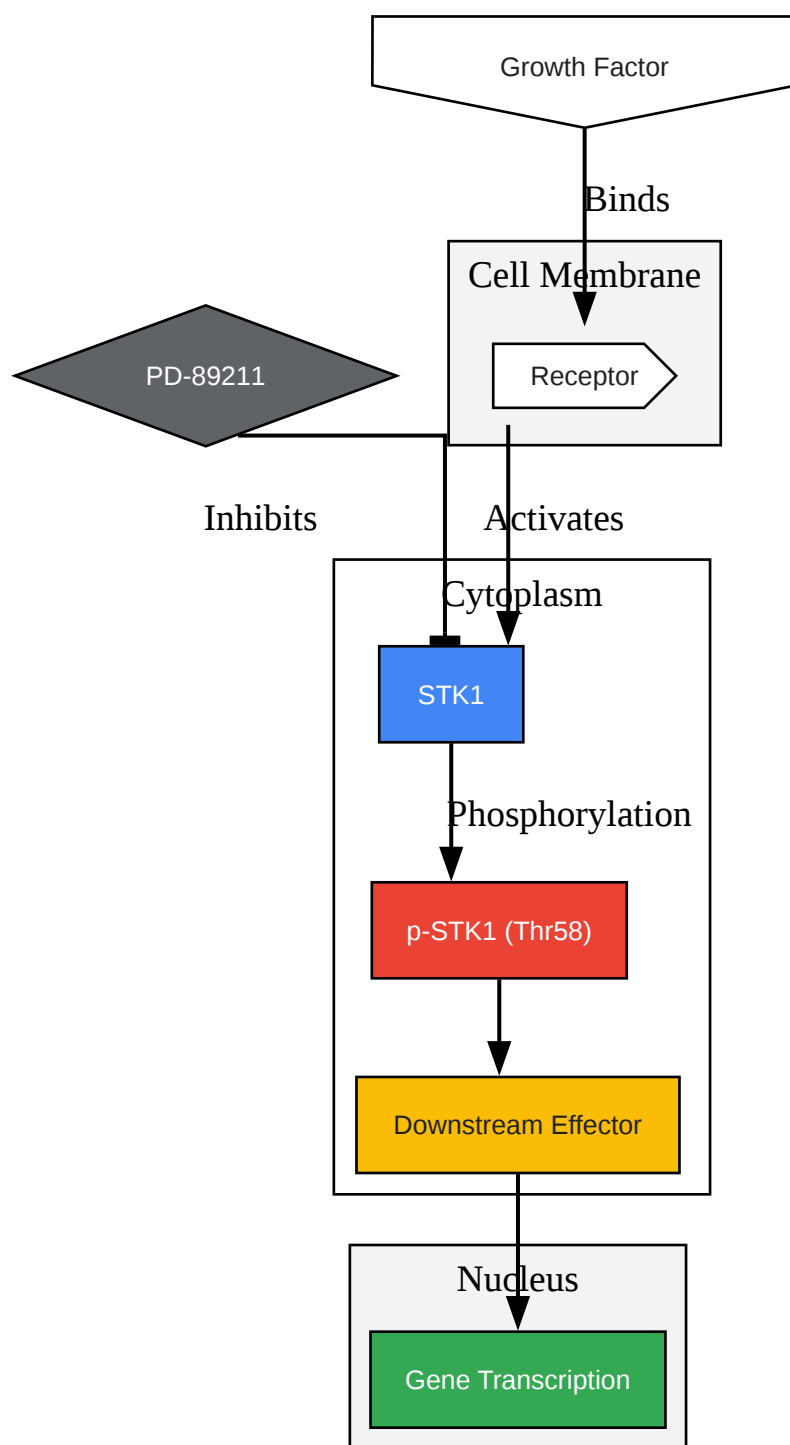 Growth Factor
Binds
Cell Membrane
Receptor
PD-89211
Inhibits
Activates
Cytoplasm
STK1
Phosphorylation
p-STK1 (Thr58)
Downstream Effector
Nucleus
Gene Transcription